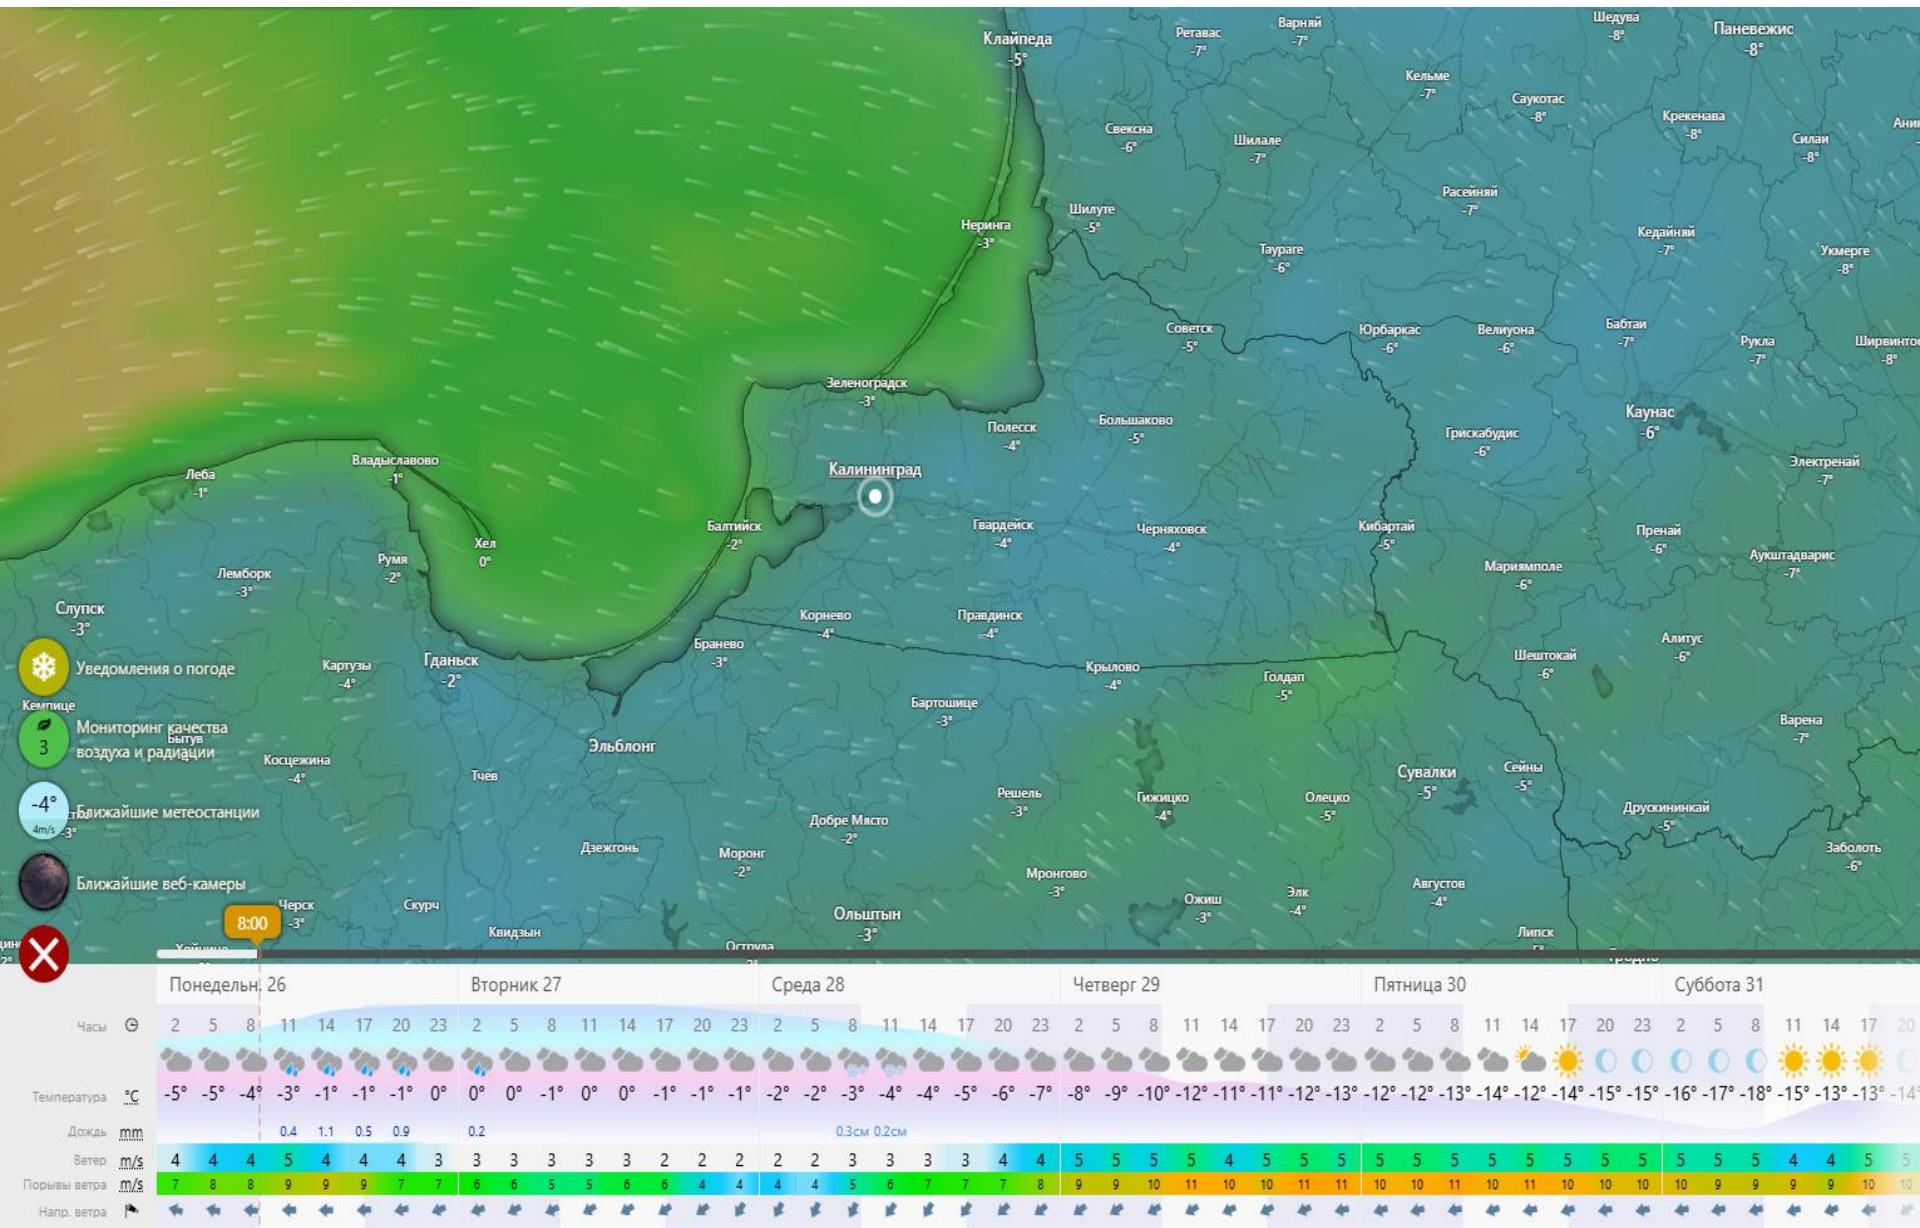 Клайпеда
-5°
Ретавас
-7°
Варняй
-7°
Шедува
-8°
Паневежис
-8°
Кельме
-7°
Саукотас
-8°
Крекенава
-8°
Силаи
-8°
Свексна
-6°
Шилале
-7°
Расейняй
-7°
Неринга
-3°
Шилуте
-5°
Таураге
-6°
Кедайняй
-7°
Укмерге
-8°
Советск
-5°
Юрбаркас
-6°
Велиуона
-6°
Бабтаи
-7°
Рукла
-7°
Ширвинтос
-8°
Зеленоградск
-3°
Полесск
-4°
Большаково
-5°
Грискабудис
-6°
Каунас
-6°
Электренай
-7°
Леба
-1°
Владыславово
-1°
Калининград
Балтийск
-2°
Гвардейск
-4°
Черняховск
-4°
Кибартай
-5°
Пренай
-6°
Аукштадварис
-7°
Хел
0°
Румя
-2°
Лемборк
-3°
Мариямполе
-6°
Слупск
-3°
Корнево
-4°
Правдинск
-4°
Бранево
-3°
Алитус
-6°
Шештокай
-6°
Уведомления о погоде
Картузы
-4°
Гданьск
-2°
Крылово
-4°
Голдап
-5°
Кемпице
Бартошице
-3°
Варена
-7°
3
Мониторинг качества
воздуха и радиации
Бытув
Эльблонг
Косцежина
-4°
Тчев
Сувалки
-5°
Сейны
-5°
Решель
-3°
Гижицко
-4°
Олецко
-5°
Друскининкай
-5°
-4°
4m/s
-3°
Ближайшие метеостанции
Добре Място
-2°
Дзежгонь
Моронг
-2°
Заболоть
-6°
Мронгово
-3°
Ближайшие веб-камеры
Августов
-4°
Элк
-4°
Ожиш
-3°
Черск
-3°
Скурч
Ольштын
-3°
8:00
Квидзын
Липск
Понедельн. 26 Вторник 27 Среда 28 Четверг 29 Пятница 30 Суббота 31
Часы 2 5 8 11 14 17 20 23 2 5 8 11 14 17 20 23 2 5 8 11 14 17 20 23 2 5 8 11 14 17 20 23 2 5 8 11 14 17 20 23 2 5 8 11 14 17 20
Температура °C -5° -5° -4° -3° -1° -1° -1° 0° 0° 0° -1° 0° 0° -1° -1° -1° -2° -2° -3° -4° -4° -5° -6° -7° -8° -9° -10° -12° -11° -11° -12° -13° -12° -12° -13° -14° -12° -14° -15° -15° -16° -17° -18° -15° -13° -13° -14°
Дождь mm 0.4 1.1 0.5 0.9 0.2 0.3см 0.2см
Ветер m/s 4 4 4 5 4 4 4 3 3 3 3 3 3 2 2 2 2 2 3 3 3 3 4 4 5 5 5 5 4 5 5 5 5 5 5 5 5 5 5 5 5 5 5 4 4 5 5
Порывы ветра m/s 7 8 8 9 9 9 7 7 6 6 5 5 6 6 4 4 4 4 5 6 7 7 7 8 9 9 10 11 10 10 11 11 10 10 11 10 11 10 10 10 10 9 9 9 9 10 10
Напр. ветра